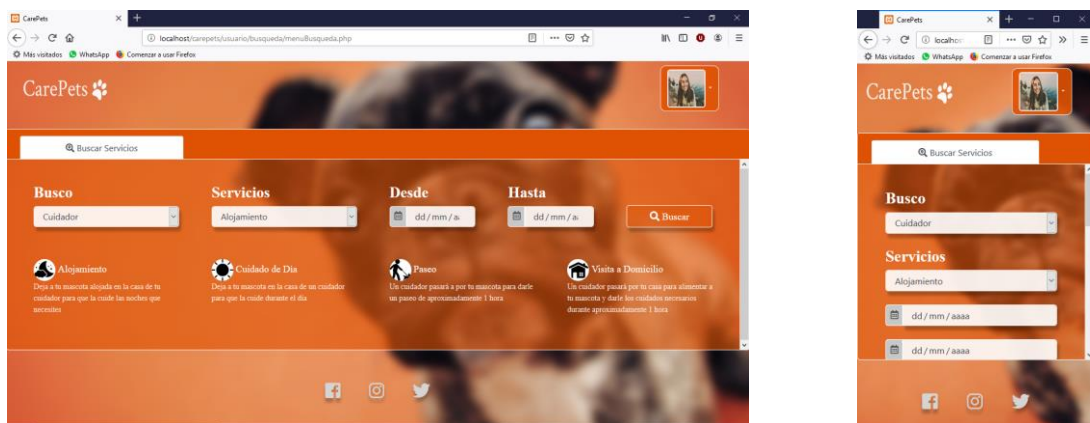 CarePets
localhost/carepets/usuario/busqueda/menuBusqueda.php
Más visitados WhatsApp Comenzar a usar Firefox
CarePets
Buscar Servicios
Busco Servicios Desde Hasta
Cuidador Alojamiento dd/mm/a dd/mm/a Buscar
Alojamiento
Deja a tu mascota alojada en la casa de tu
cuidador para que la cuide las noches que
necesites
Cuidado de Dia
Deja a tu mascota en la casa de un cuidador
para que la cuide durante el día
Paseo
Un cuidador pasará a por tu mascota para darle
un paseo de aproximadamente 1 hora
Visita a Domicilio
Un cuidador pasará por tu casa para alimentar a
tu mascota y darle los cuidados necesarios
durante aproximadamente 1 hora
CarePets
localhos
Más visitados WhatsApp Comenzar a usar Firefox
CarePets
Buscar Servicios
Busco
Cuidador
Servicios
Alojamiento
dd/mm/aaaa
dd/mm/aaaa